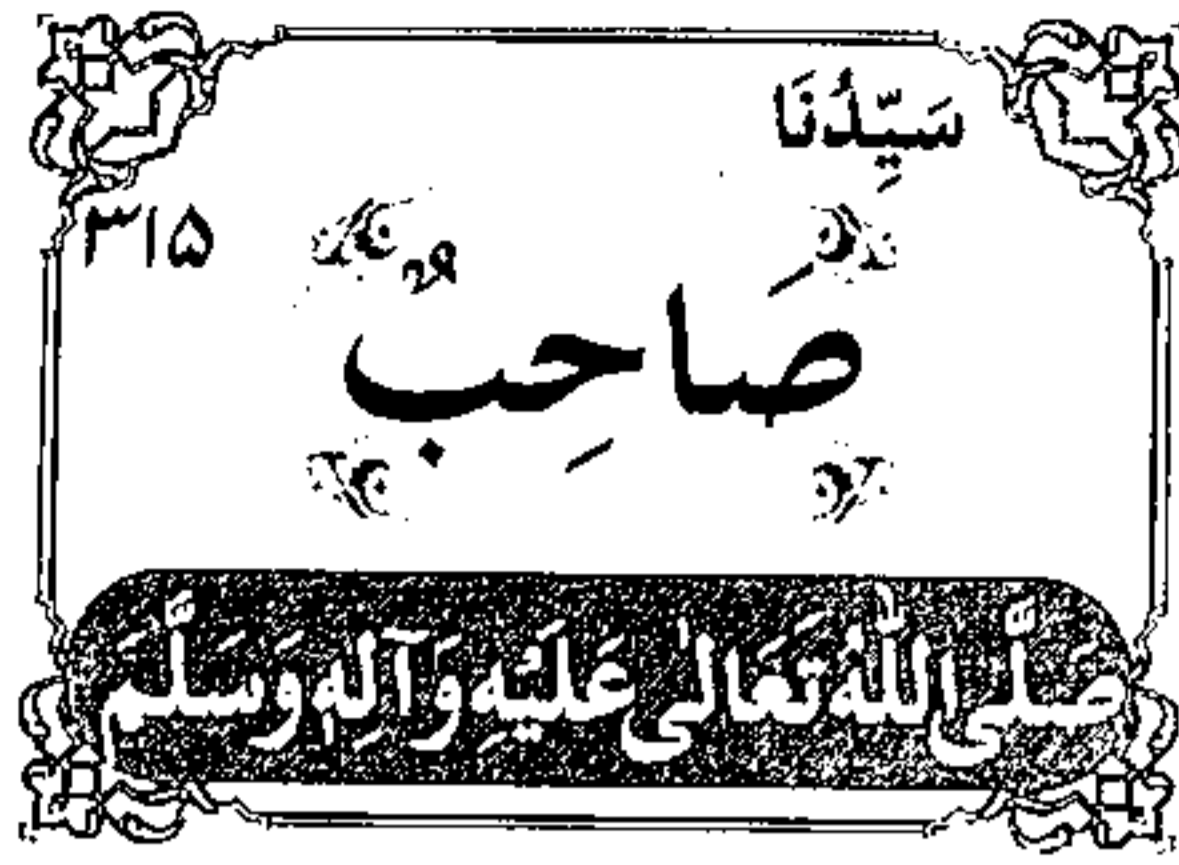 سَيِّدُنَا
۳۱۵
صَاحِبٌ
صَلَّى اللّٰهُ تَعَالٰى عَلَيْهِ وَآلِهٖ وَسَلَّمَ